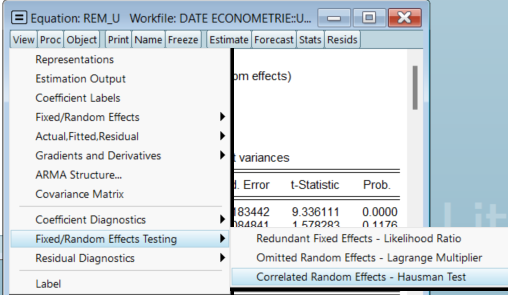 Equation: REM_U Workfile: DATE ECONOMETRIE::U...
View Proc Object Print Name Freeze Estimate Forecast Stats Resids
Representations
Estimation Output
om effects)
Coefficient Labels
Fixed/Random Effects
Actual,Fitted,Residual
Gradients and Derivatives
t variances
ARMA Structure...
Covariance Matrix
d. Error t-Statistic Prob.
183442 9.336111 0.0000
Coefficient Diagnostics
084841 1.578283 0.1176
Fixed/Random Effects Testing
Redundant Fixed Effects - Likelihood Ratio
Residual Diagnostics
Omitted Random Effects - Lagrange Multiplier
Correlated Random Effects - Hausman Test
Label
Lit